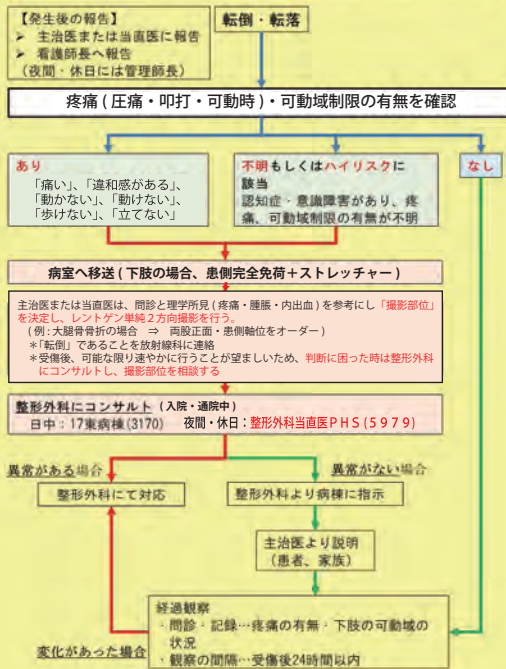 【発生後の報告】
➢ 主治医または当直医に報告
➢ 看護師長へ報告
(夜間・休日には管理師長)
転倒・転落
疼痛(圧痛・叩打・可動時)・可動域制限の有無を確認
あり
「痛い」、「違和感がある」、
「動かない」、「動けない」、
「歩けない」、「立てない」
不明もしくはハイリスクに
該当
認知症・意識障害があり、疼
痛、可動域制限の有無が不明
なし
病室へ移送(下肢の場合、患側完全免荷+ストレッチャー)
主治医または当直医は、問診と理学所見(疼痛・腫脹・内出血)を参考にし「撮影部位」
を決定し、レントゲン単純2方向撮影を行う。
(例:大腿骨骨折の場合 ⇒ 両股正面・患側軸位をオーダー)
*「転倒」であることを放射線科に連絡
*受傷後、可能な限り速やかに行うことが望ましいため、判断に困った時は整形外科
にコンサルトし、撮影部位を相談する
整形外科にコンサルト(入院・通院中)
日中:17東病棟(3170) 夜間・休日:整形外科当直医PHS(5979)
異常がある場合
異常がない場合
整形外科にて対応
整形外科より病棟に指示
主治医より説明
(患者、家族)
経過観察
・問診・記録…疼痛の有無・下肢の可動域の
状況
・観察の間隔…受傷後24時間以内
変化があった場合